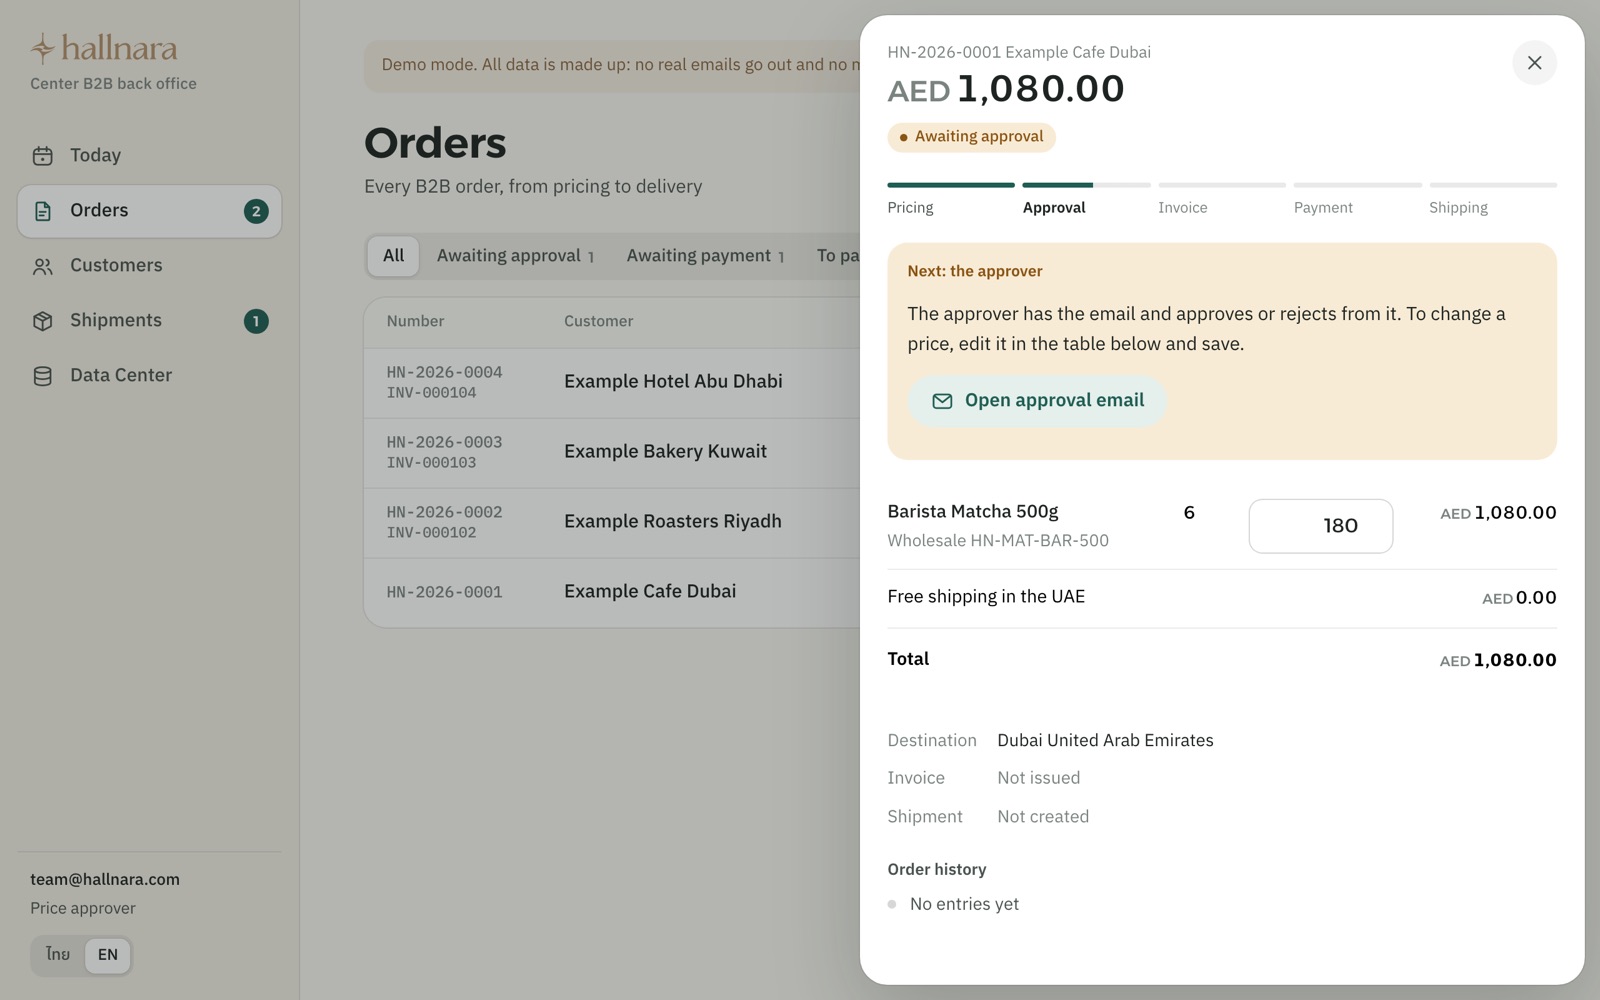 hallnara
Center B2B back office
Today
Orders 2
Customers
Shipments 1
Data Center
team@hallnara.com
Price approver
ไทย EN
Demo mode. All data is made up: no real emails go out and no
Orders
Every B2B order, from pricing to delivery
All Awaiting approval 1 Awaiting payment 1 To pa
Number Customer
HN-2026-0004
INV-000104
Example Hotel Abu Dhabi
HN-2026-0003
INV-000103
Example Bakery Kuwait
HN-2026-0002
INV-000102
Example Roasters Riyadh
HN-2026-0001 Example Cafe Dubai
HN-2026-0001 Example Cafe Dubai
AED 1,080.00
Awaiting approval
Pricing Approval Invoice Payment Shipping
Next: the approver
The approver has the email and approves or rejects from it. To change a
price, edit it in the table below and save.
Open approval email
Barista Matcha 500g 6 180 AED 1,080.00
Wholesale HN-MAT-BAR-500
Free shipping in the UAE AED 0.00
Total AED 1,080.00
Destination Dubai United Arab Emirates
Invoice Not issued
Shipment Not created
Order history
No entries yet